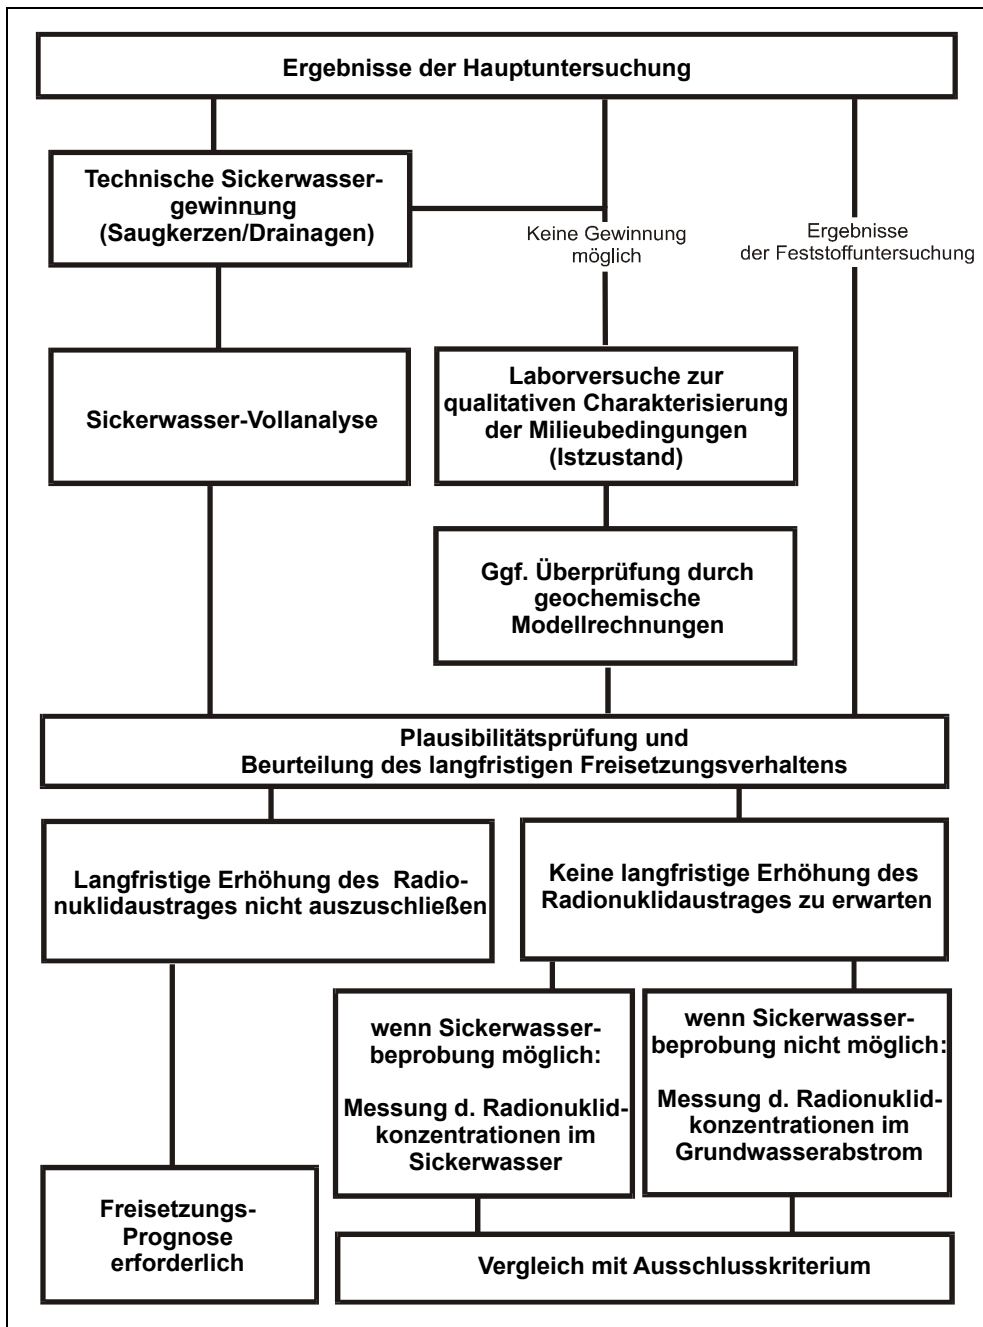 Ergebnisse der Hauptuntersuchung
Technische Sickerwasser-
gewinnung
(Saugkerzen/Drainagen)
Keine Gewinnung
möglich
Ergebnisse
der Feststoffuntersuchung
Sickerwasser-Vollanalyse
Laborversuche zur
qualitativen Charakterisierung
der Milieubedingungen
(Istzustand)
Ggf. Überprüfung durch
geochemische
Modellrechnungen
Plausibilitätsprüfung und
Beurteilung des langfristigen Freisetzungsverhaltens
Langfristige Erhöhung des Radio-
nuklidaustrages nicht auszuschließen
Keine langfristige Erhöhung des
Radionuklidaustrages zu erwarten
wenn Sickerwasser-
beprobung möglich:
Messung d. Radionuklid-
konzentrationen im
Sickerwasser
wenn Sickerwasser-
beprobung nicht möglich:
Messung d. Radionuklid-
konzentrationen im
Grundwasserabstrom
Freisetzungs-
Prognose
erforderlich
Vergleich mit Ausschlusskriterium